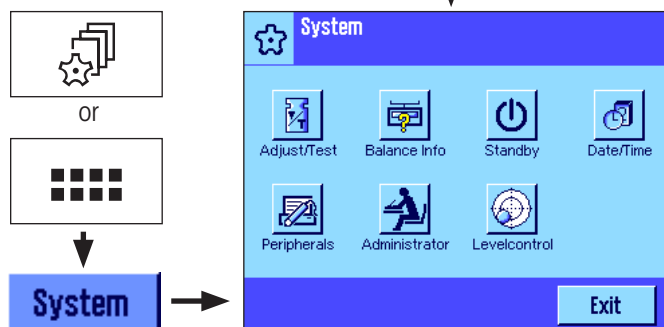 or
System
System
Adjust/Test
Balance Info
Standby
Date/Time
Peripherals
Administrator
Levelcontrol
Exit